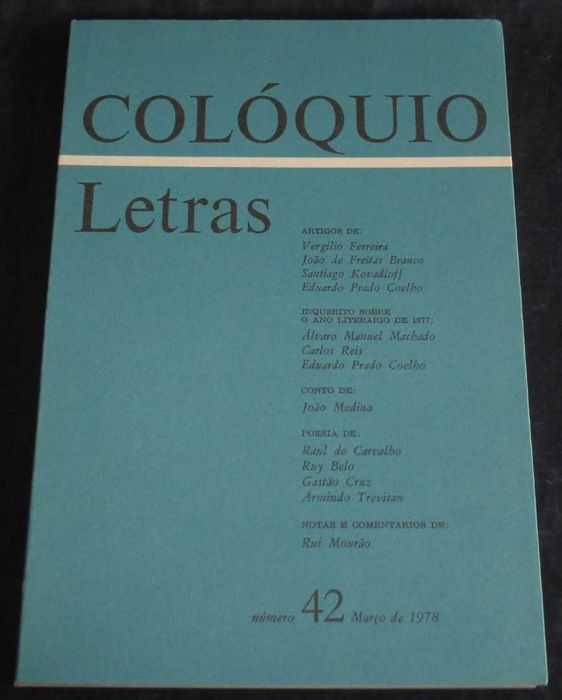 COLÓQUIO
Letras
ARTIGOS DE:
Vergílio Ferreira
João de Freitas Branco
Santiago Kovadloff
Eduardo Prado Coelho
INQUÉRITO SOBRE
O ANO LITERÁRIO DE 1977:
Álvaro Manuel Machado
Carlos Reis
Eduardo Prado Coelho
CONTO DE:
João Medina
POESIA DE:
Raul de Carvalho
Ruy Belo
Gastão Cruz
Armindo Trevisan
NOTAS E COMENTÁRIOS DE:
Rui Mourão
número 42 Março de 1978